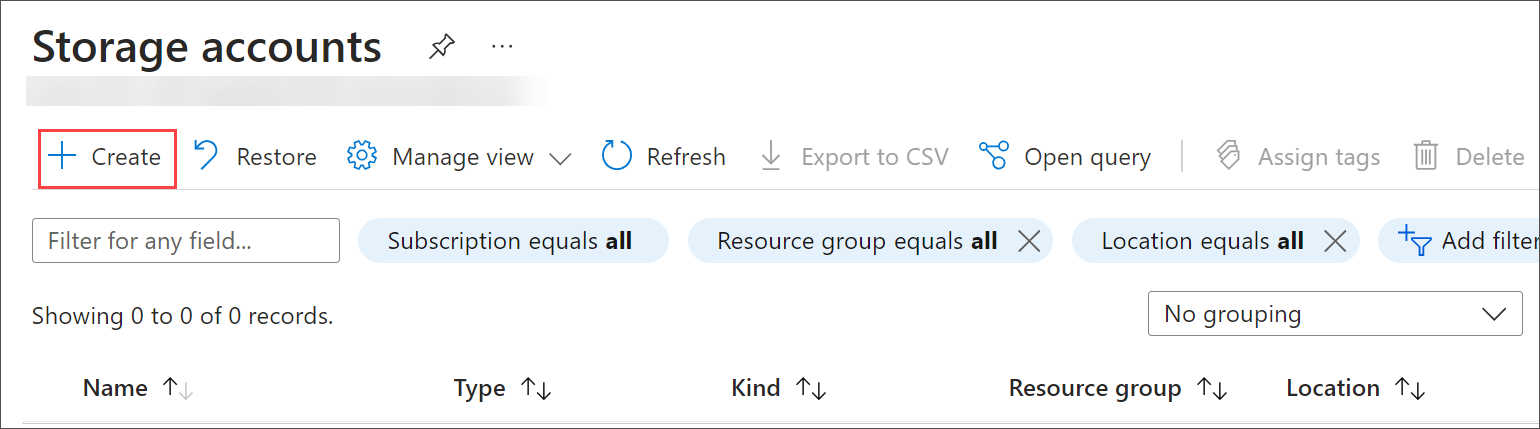 Storage accounts
Create Restore Manage view Refresh Export to CSV Open query Assign tags Delete
Filter for any field... Subscription equals all Resource group equals all Location equals all Add filter
Showing 0 to 0 of 0 records. No grouping
Name Type Kind Resource group Location